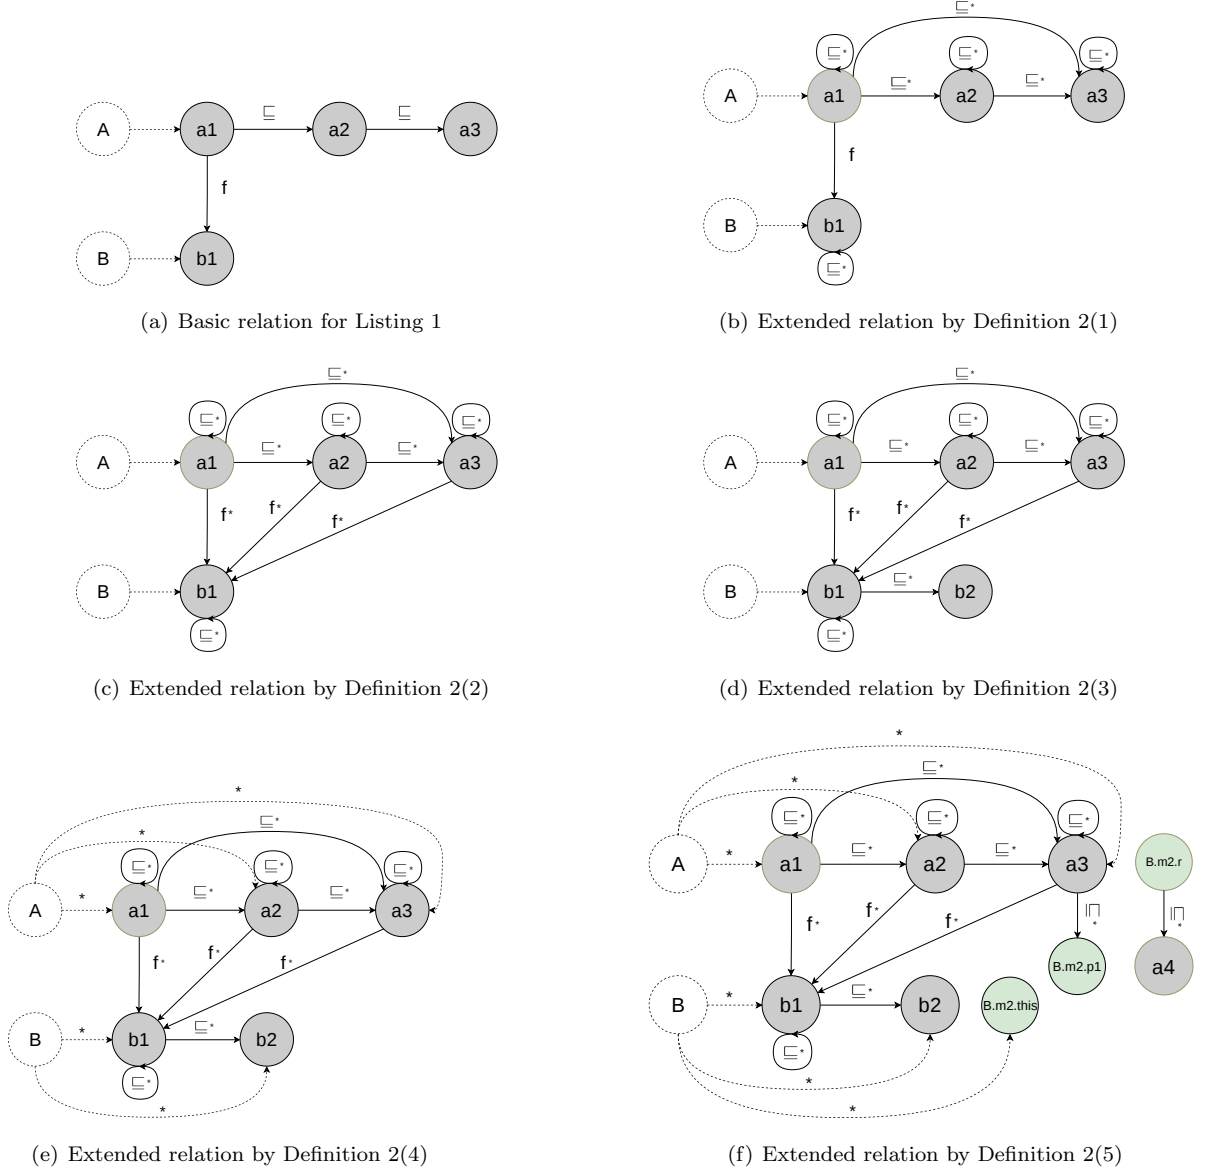 ⊑
⊑
A a1 a2 a3
f
B b1
(a) Basic relation for Listing 1
⊑*
⊑* ⊑* ⊑*
⊑* ⊑*
A a1 a2 a3
f
B b1
⊑*
(b) Extended relation by Definition 2(1)
⊑*
⊑* ⊑* ⊑*
⊑* ⊑*
A a1 a2 a3
f* f* f*
B b1
⊑*
(c) Extended relation by Definition 2(2)
⊑*
⊑* ⊑* ⊑*
⊑* ⊑*
A a1 a2 a3
f* f* f*
⊑*
B b1 b2
⊑*
(d) Extended relation by Definition 2(3)
*
⊑*
*
⊑* ⊑* ⊑*
* ⊑* ⊑*
A a1 a2 a3
f* f* f*
* ⊑*
B b1 b2
⊑*
*
(e) Extended relation by Definition 2(4)
*
⊑*
*
⊑* ⊑* ⊑*
* ⊑* ⊑*
A a1 a2 a3 B.m2.r
f* f* f* ⊑* ⊑*
B.m2.p1 a4
* ⊑*
B b1 b2 B.m2.this
⊑*
*
*
(f) Extended relation by Definition 2(5)